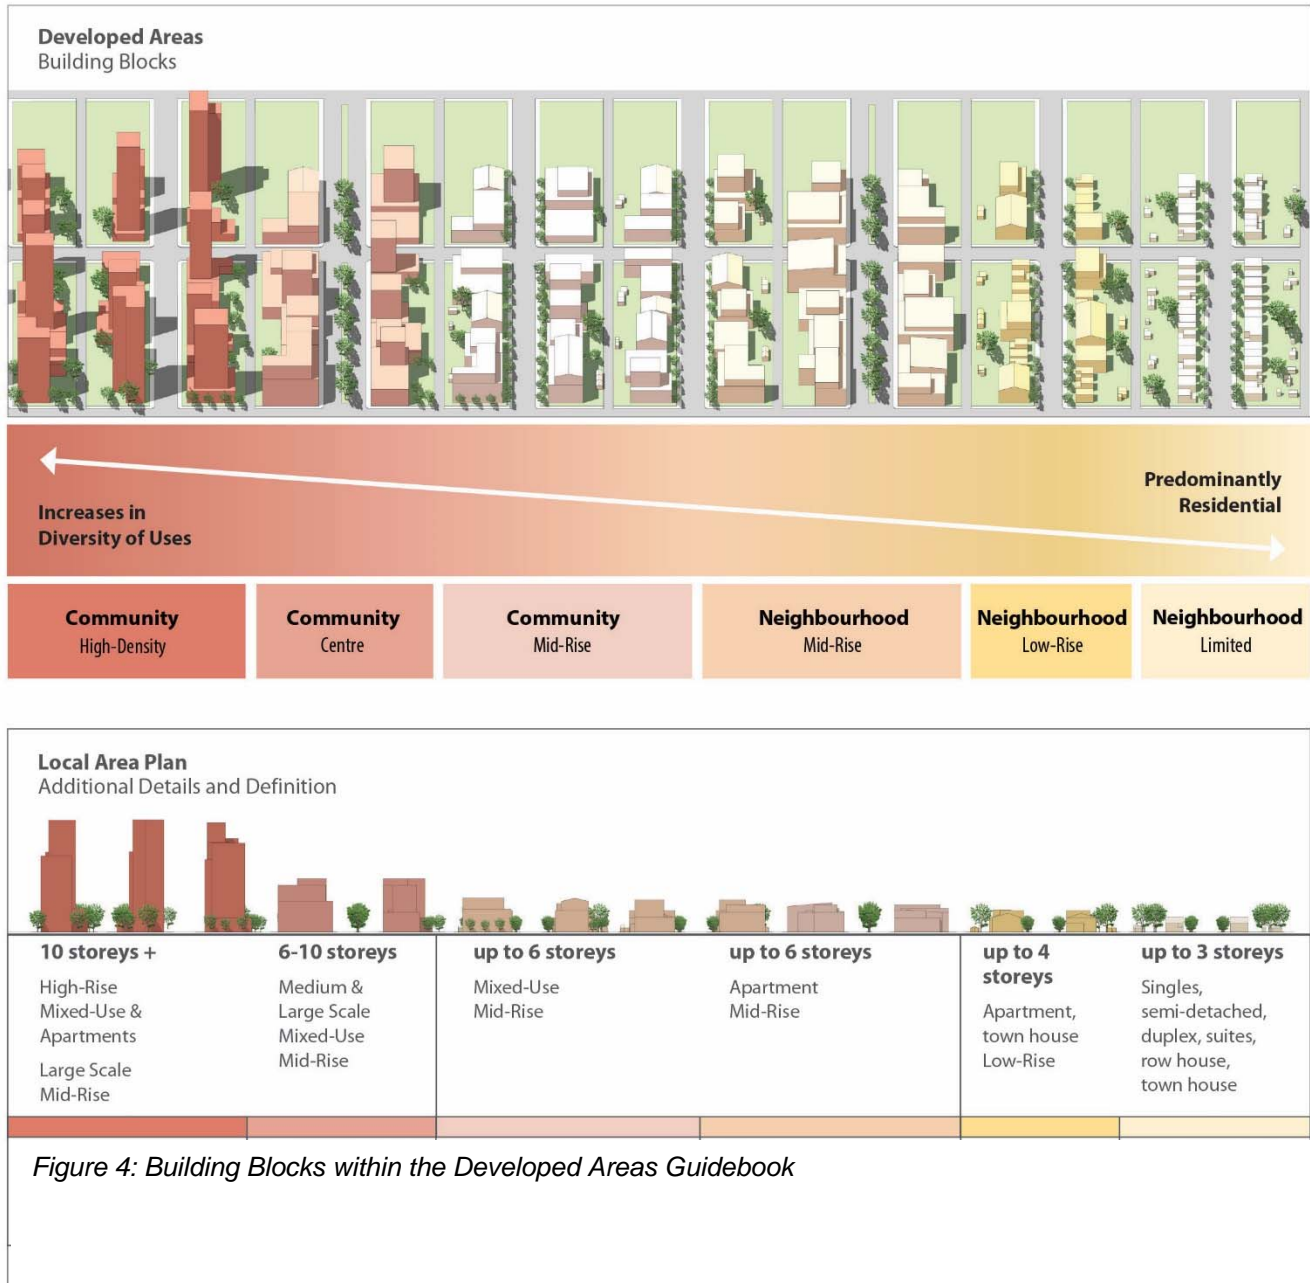 Developed Areas
Building Blocks
Increases in
Diversity of Uses
Predominantly
Residential
Community
High-Density
Community
Centre
Community
Mid-Rise
Neighbourhood
Mid-Rise
Neighbourhood
Low-Rise
Neighbourhood
Limited
Local Area Plan
Additional Details and Definition
10 storeys +
High-Rise
Mixed-Use &
Apartments
Large Scale
Mid-Rise
6-10 storeys
Medium &
Large Scale
Mixed-Use
Mid-Rise
up to 6 storeys
Mixed-Use
Mid-Rise
up to 6 storeys
Apartment
Mid-Rise
up to 4
storeys
Apartment,
town house
Low-Rise
up to 3 storeys
Singles,
semi-detached,
duplex, suites,
row house,
town house
Figure 4: Building Blocks within the Developed Areas Guidebook